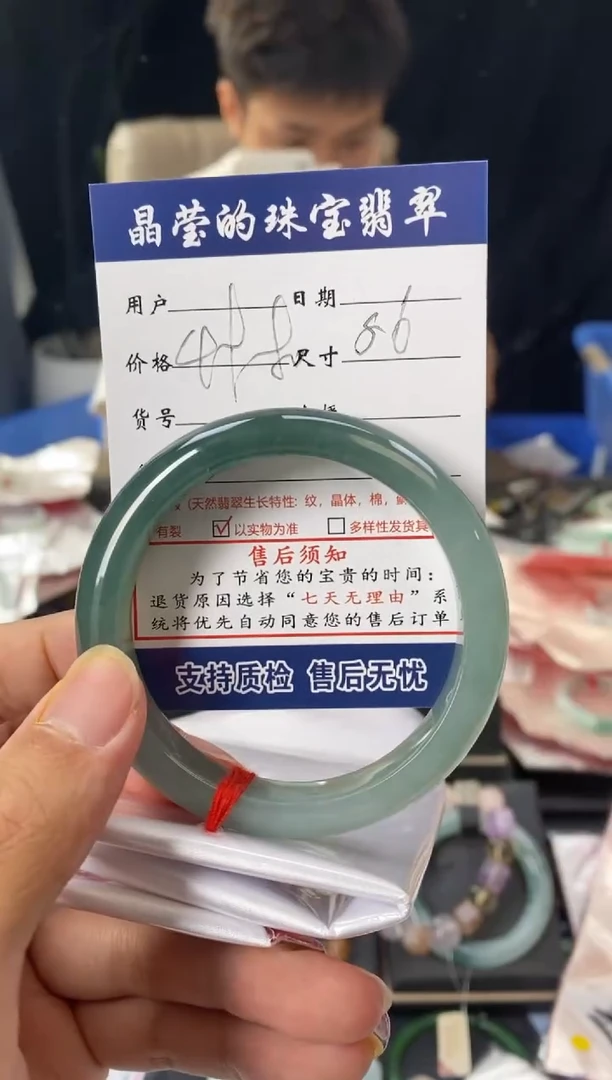 晶莹的珠宝翡翠
用户 日期
价格 尺寸
货号
(天然翡翠生长特性: 纹, 晶体, 棉,
有裂 ☑以实物为准 □多样性发货其
售后须知
为了节省您的宝贵的时间:
退货原因选择“七天无理由”系
统将优先自动同意您的售后订单
支持质检 售后无忧